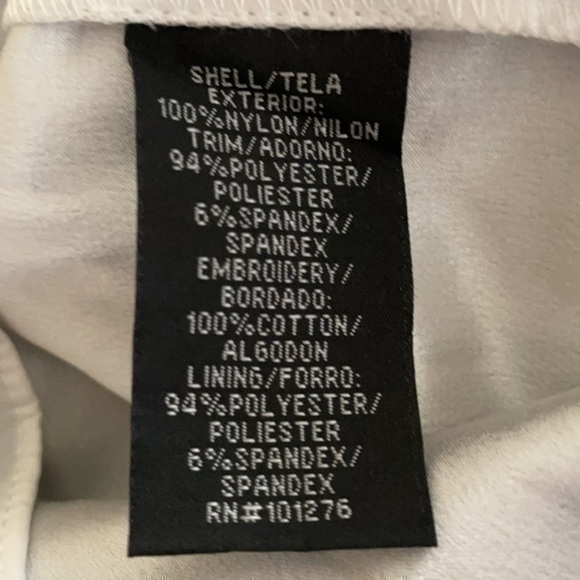 SHELL/TELA
EXTERIOR:
100%NYLON/NILON
TRIM/ADORNO:
94%POLYESTER/
POLIESTER
6%SPANDEX/
SPANDEX
EMBROIDERY/
BORDADO:
100%COTTON/
ALGODON
LINING/FORRO:
94%POLYESTER/
POLIESTER
6%SPANDEX/
SPANDEX
RN#101276